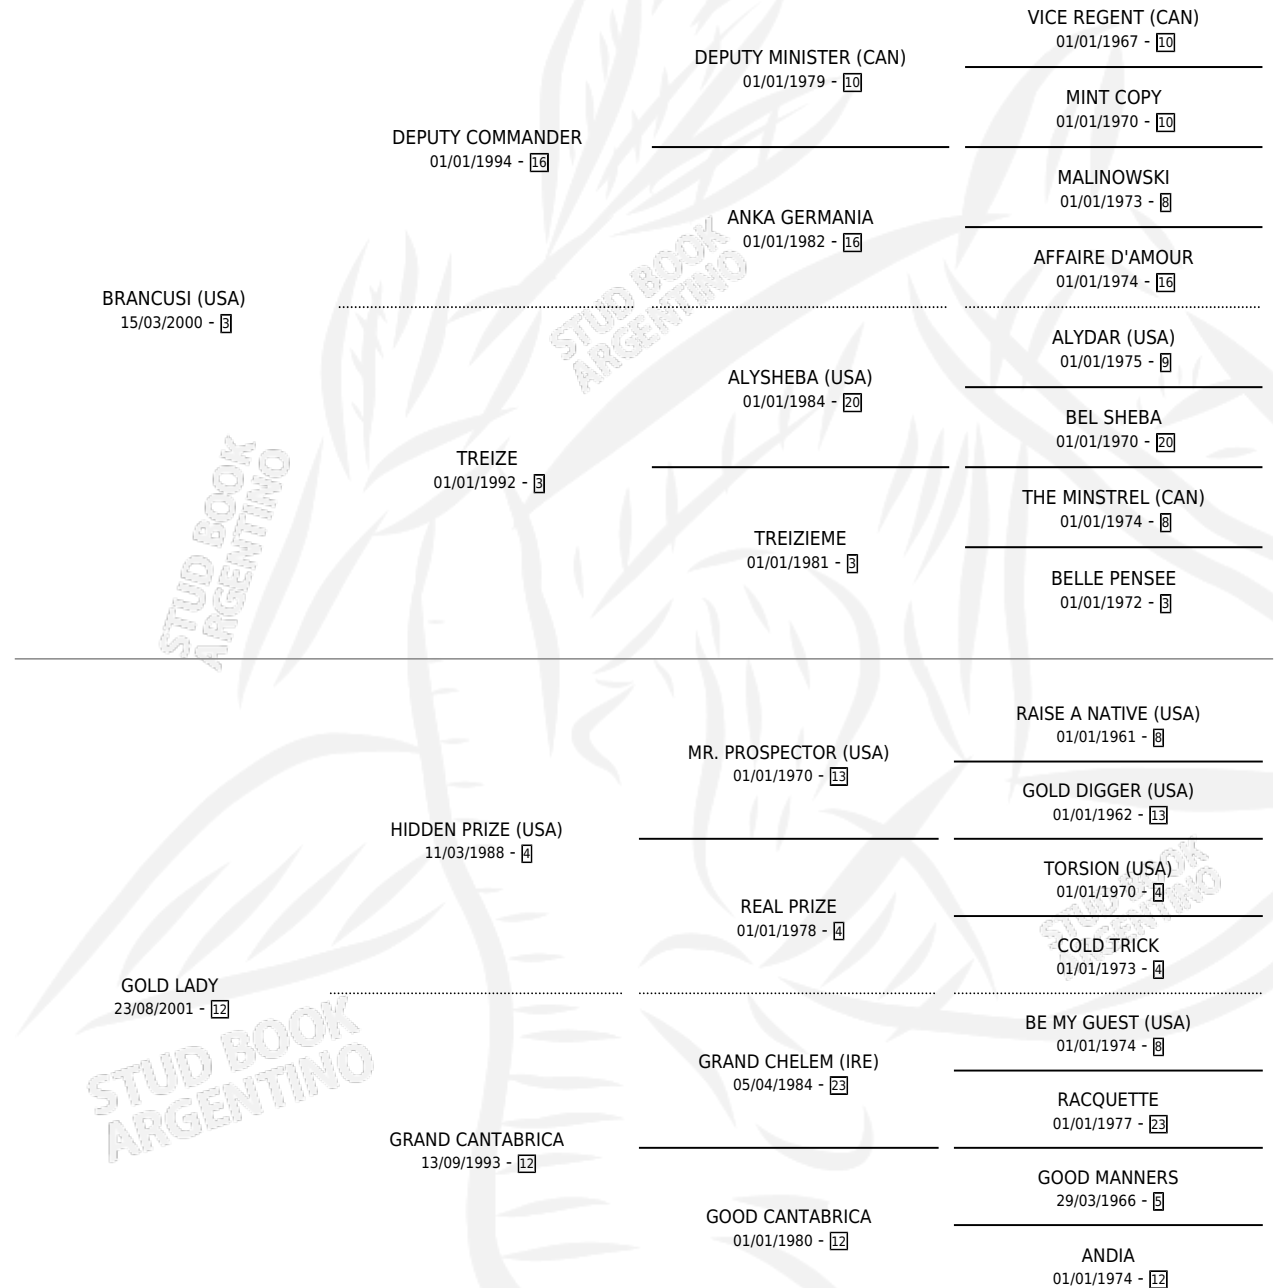 VICE REGENT (CAN)
01/01/1967 - 10
DEPUTY MINISTER (CAN)
01/01/1979 - 10
MINT COPY
01/01/1970 - 10
DEPUTY COMMANDER
01/01/1994 - 16
MALINOWSKI
01/01/1973 - 8
ANKA GERMANIA
01/01/1982 - 16
AFFAIRE D'AMOUR
01/01/1974 - 16
BRANCUSI (USA)
15/03/2000 - 3
STUD BOOK
ARGENTINO
ALYDAR (USA)
01/01/1975 - 9
ALYSHEBA (USA)
01/01/1984 - 20
BEL SHEBA
01/01/1970 - 20
TREIZE
01/01/1992 - 3
THE MINSTREL (CAN)
01/01/1974 - 8
TREIZIEME
01/01/1981 - 3
BELLE PENSEE
01/01/1972 - 3
STUD BOOK
ARGENTINO
RAISE A NATIVE (USA)
01/01/1961 - 8
MR. PROSPECTOR (USA)
01/01/1970 - 13
GOLD DIGGER (USA)
01/01/1962 - 13
HIDDEN PRIZE (USA)
11/03/1988 - 4
TORSION (USA)
01/01/1970 - 4
REAL PRIZE
01/01/1978 - 4
COLD TRICK
01/01/1973 - 4
STUD BOOK
ARGENTINO
GOLD LADY
23/08/2001 - 12
BE MY GUEST (USA)
01/01/1974 - 8
GRAND CHELEM (IRE)
05/04/1984 - 23
RACQUETTE
01/01/1977 - 23
STUD BOOK
ARGENTINO
GRAND CANTABRICA
13/09/1993 - 12
GOOD MANNERS
29/03/1966 - 5
GOOD CANTABRICA
01/01/1980 - 12
ANDIA
01/01/1974 - 12